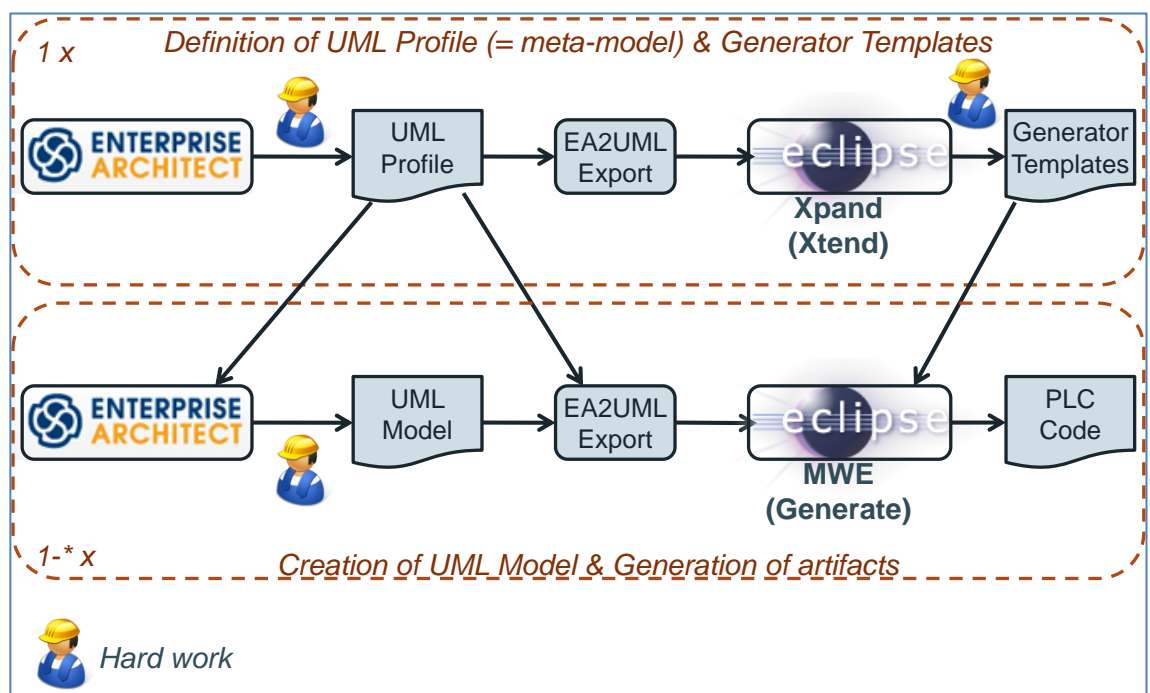 1 x
Definition of UML Profile (= meta-model) & Generator Templates
ENTERPRISE
ARCHITECT
UML
Profile
EA2UML
Export
eclipse
Xpand
(Xtend)
Generator
Templates
ENTERPRISE
ARCHITECT
UML
Model
EA2UML
Export
eclipse
MWE
(Generate)
PLC
Code
1-* x
Creation of UML Model & Generation of artifacts
Hard work